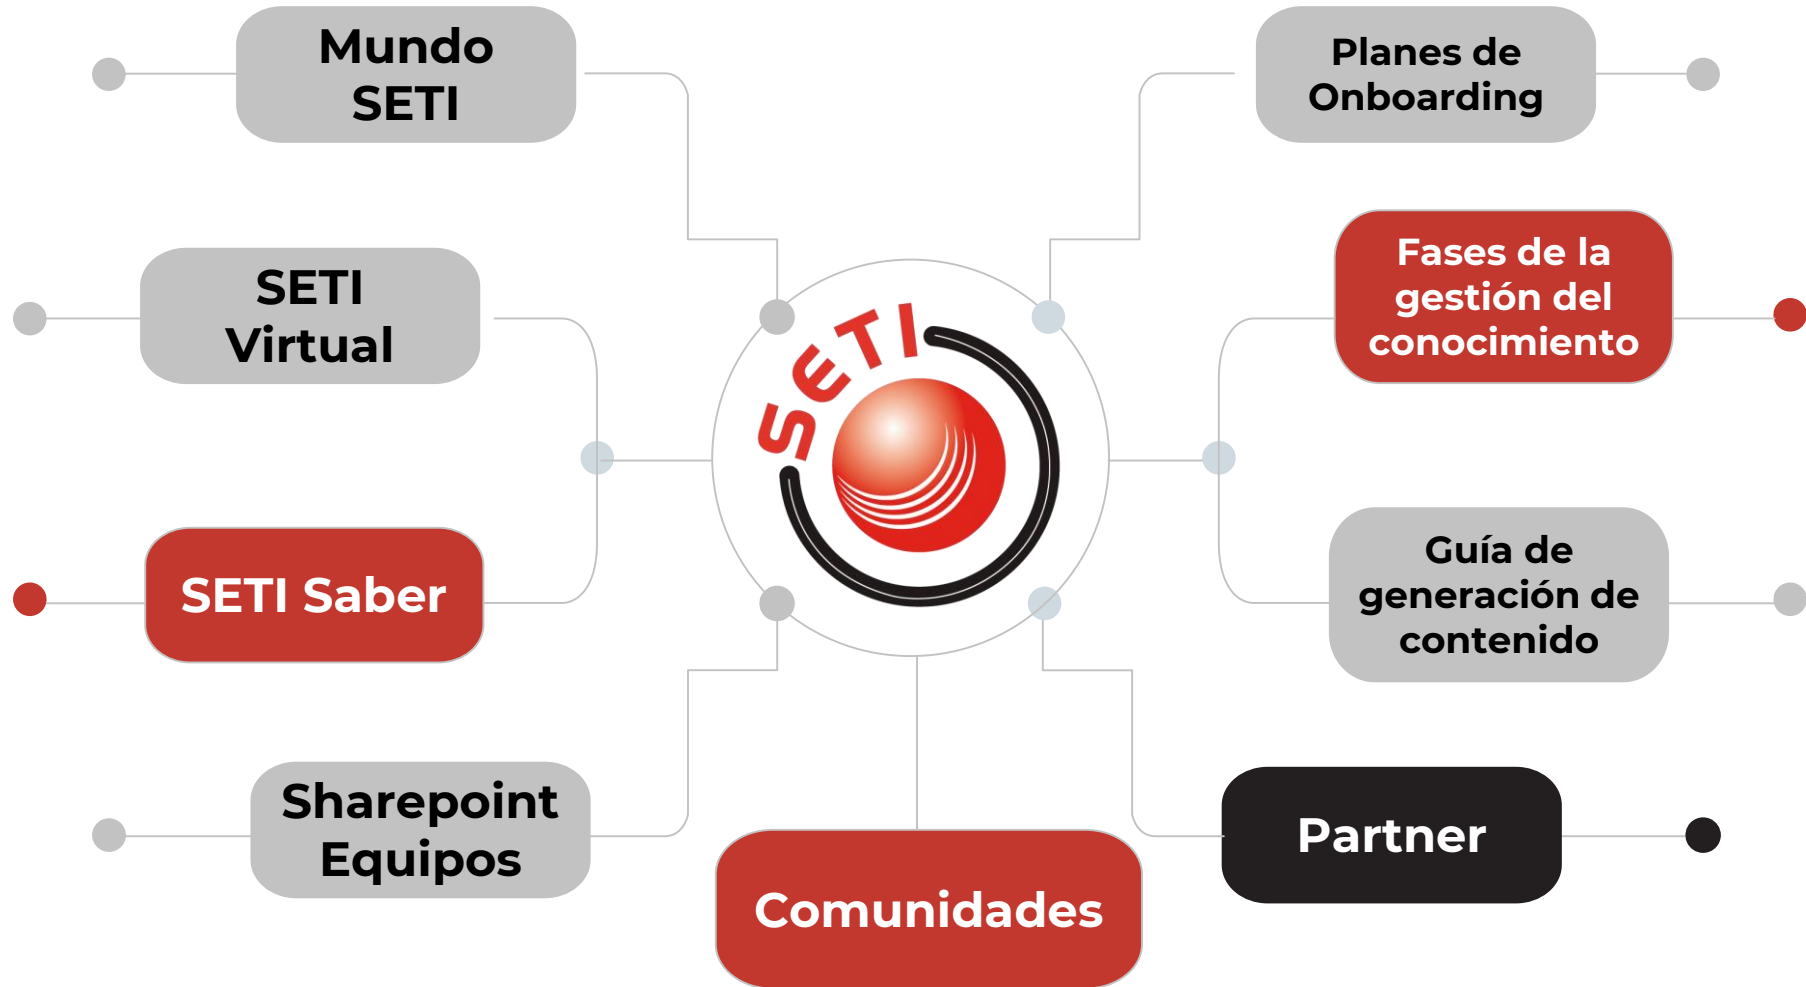 Mundo
SETI
Planes de
Onboarding
SETI
Virtual
Fases de la
gestión del
conocimiento
SETI
SETI Saber
Guía de
generación de
contenido
Sharepoint
Equipos
Partner
Comunidades